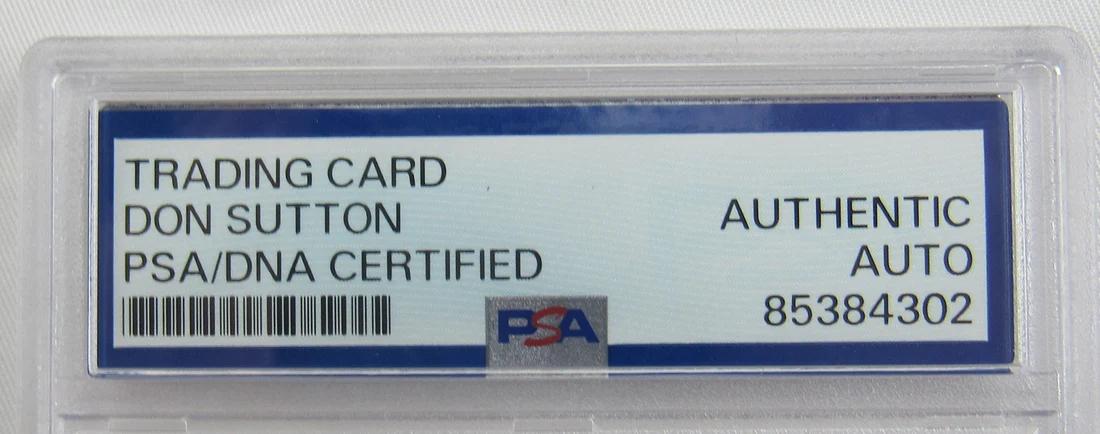 TRADING CARD
DON SUTTON
PSA/DNA CERTIFIED
AUTHENTIC
AUTO
85384302
PSA